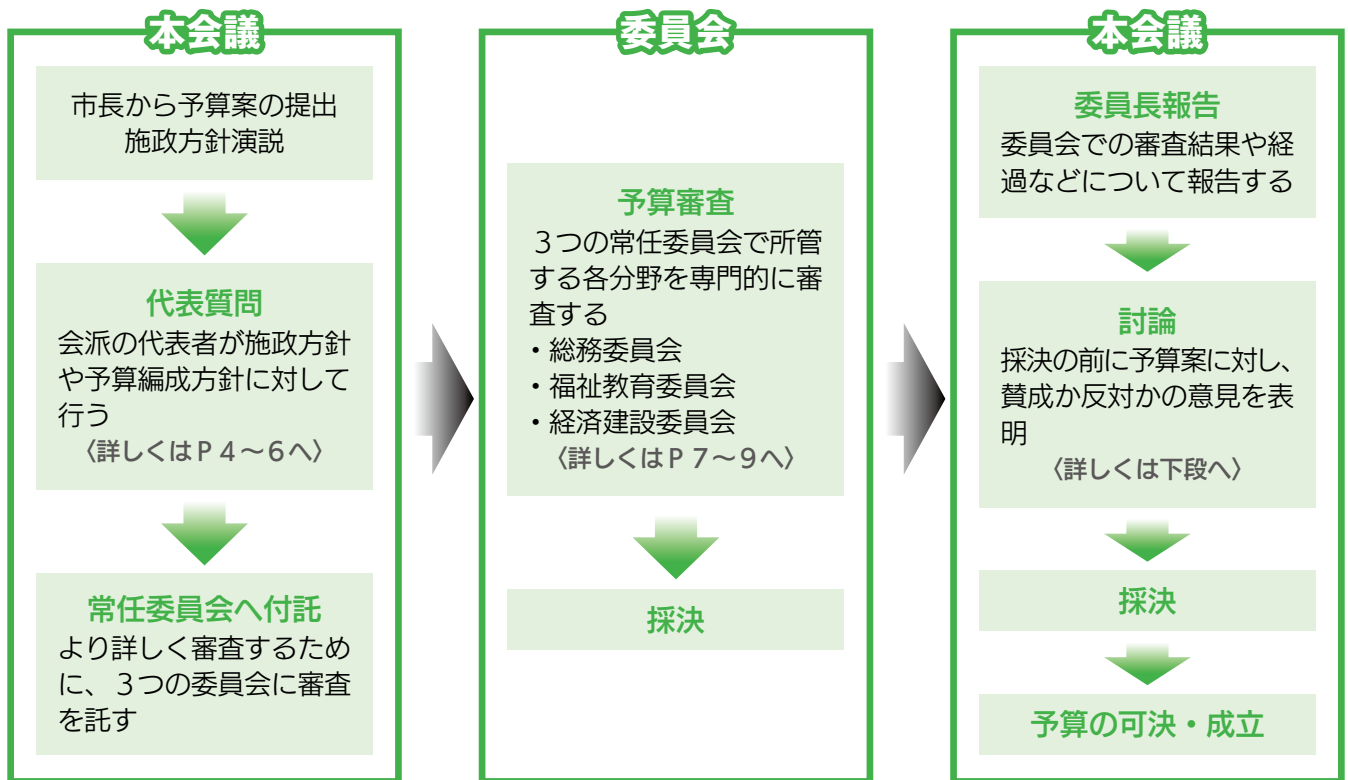 本会議
市長から予算案の提出
施政方針演説
代表質問
会派の代表者が施政方針
や予算編成方針に対して
行う
〈詳しくはP４～６へ〉
常任委員会へ付託
より詳しく審査するため
に、３つの委員会に審査
を託す
委員会
予算審査
３つの常任委員会で所管
する各分野を専門的に審
査する
・総務委員会
・福祉教育委員会
・経済建設委員会
〈詳しくはP７～９へ〉
採決
本会議
委員長報告
委員会での審査結果や経
過などについて報告する
討論
採決の前に予算案に対し、
賛成か反対かの意見を表
明
〈詳しくは下段へ〉
採決
予算の可決・成立